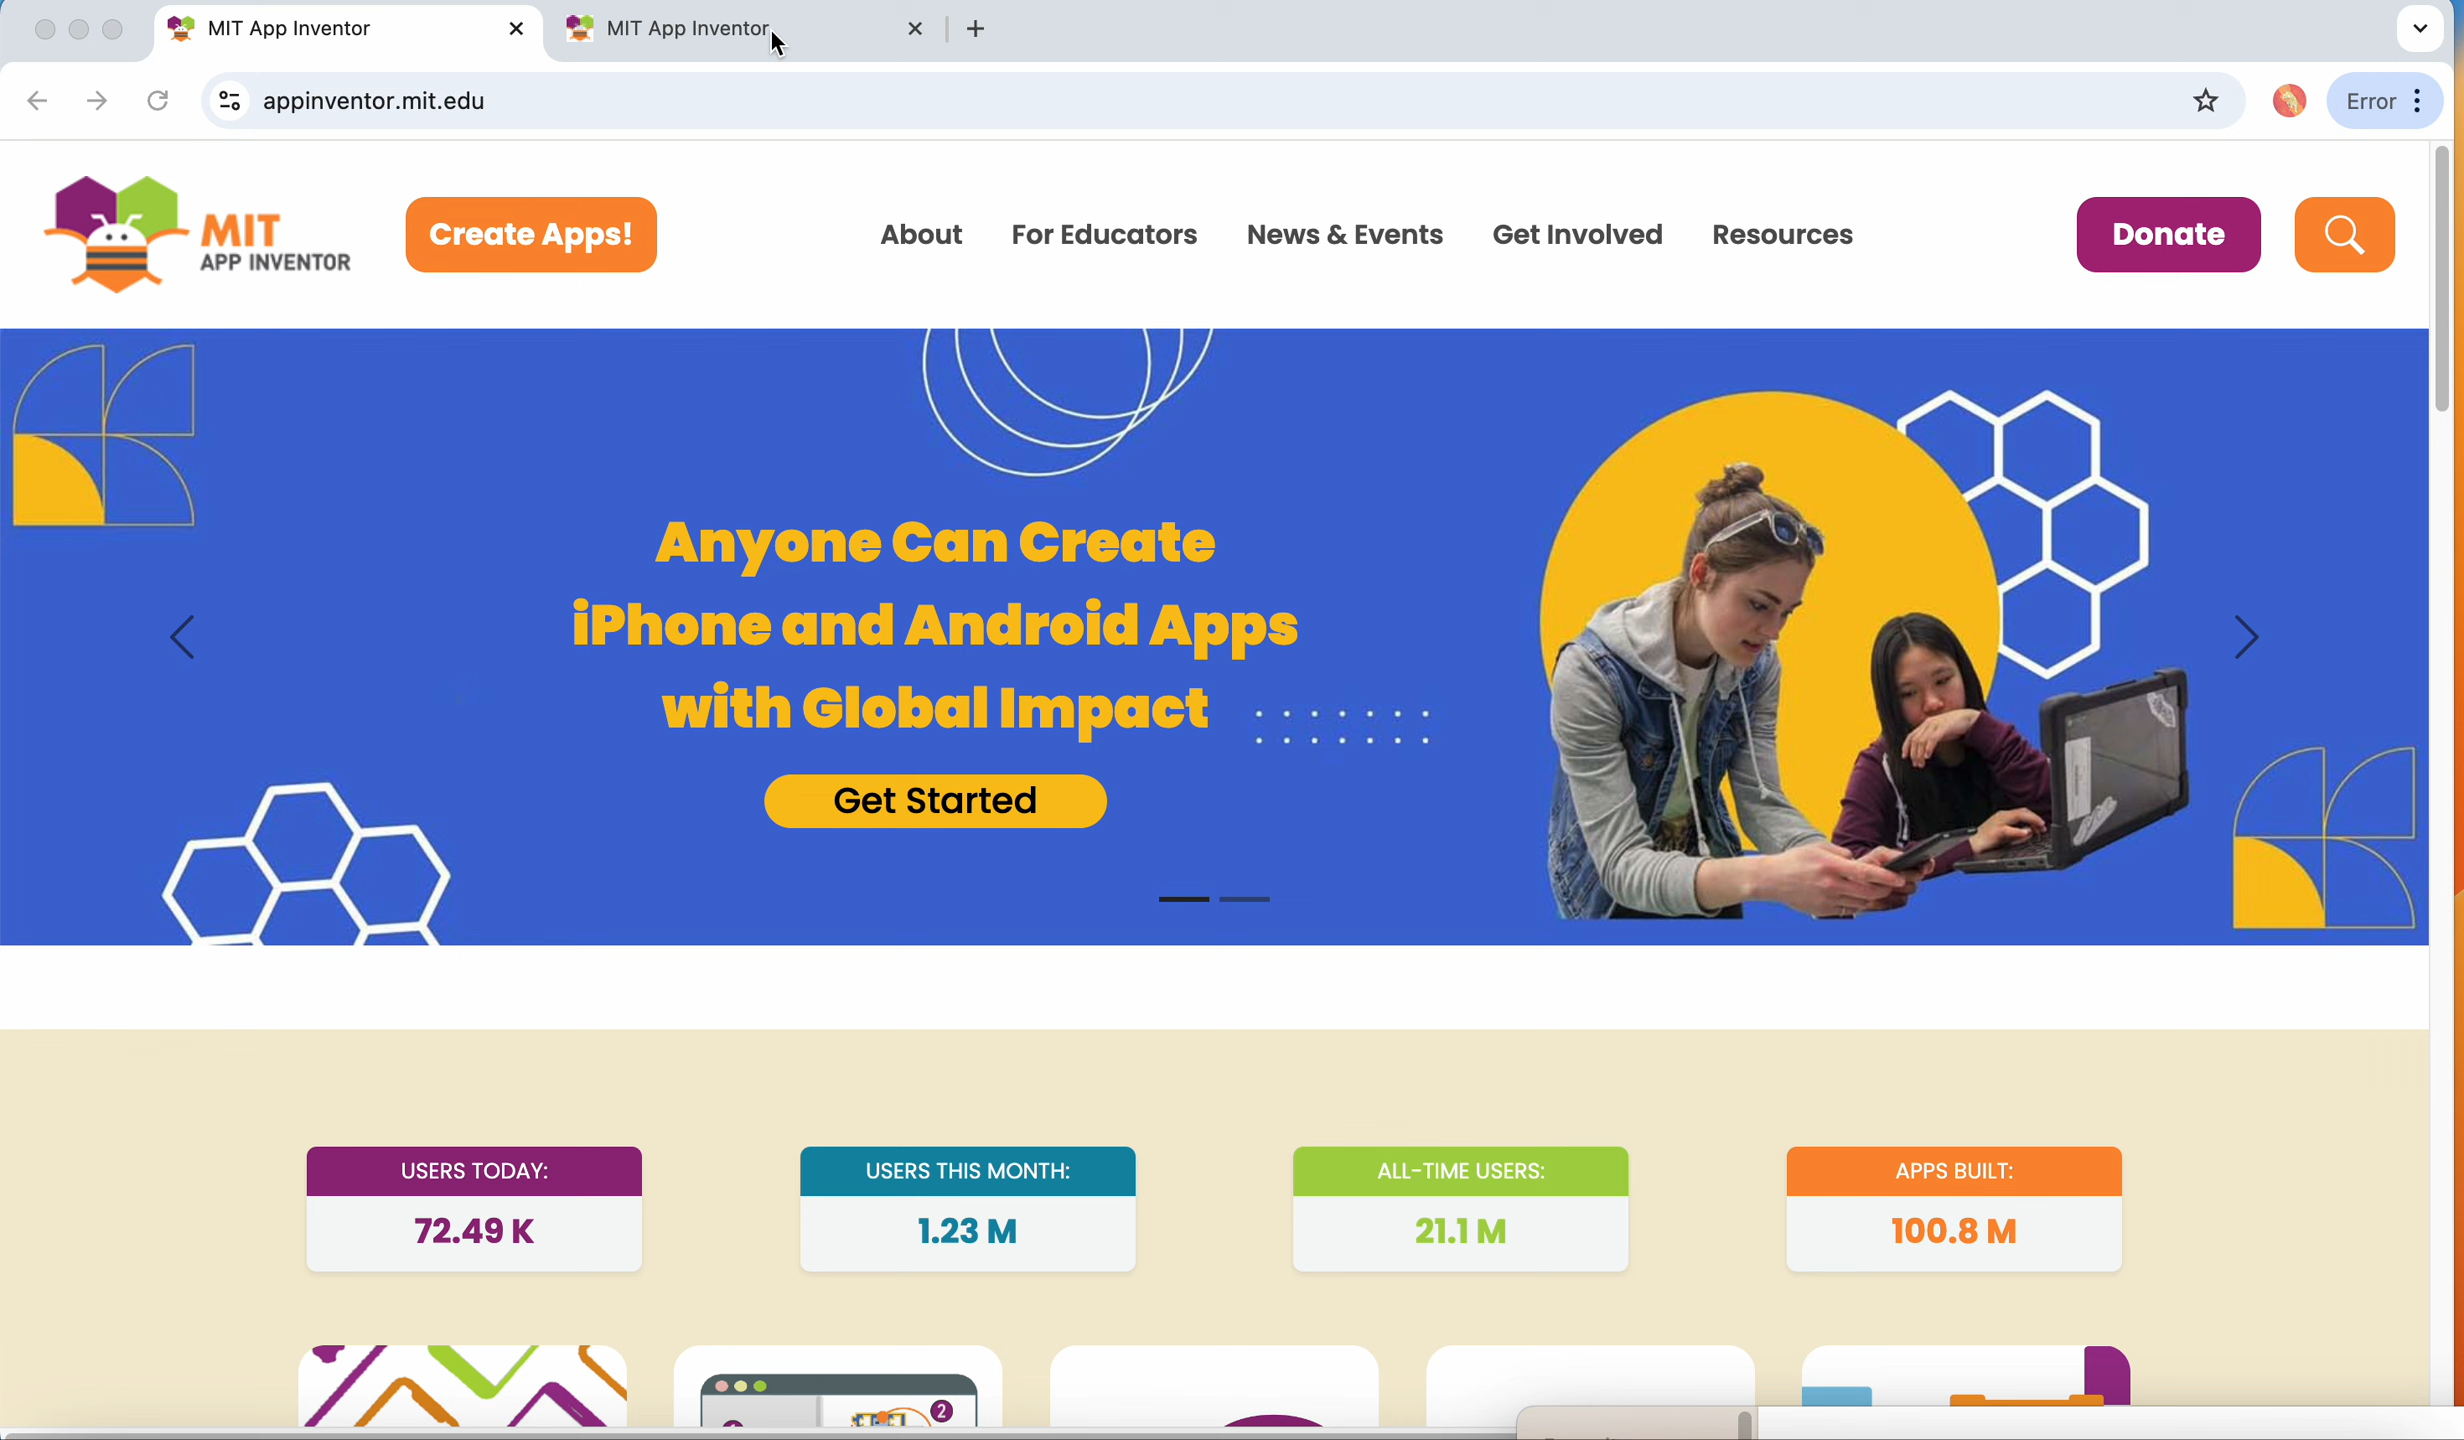 MIT App Inventor
MIT App Inventor
appinventor.mit.edu
Error
MIT
APP INVENTOR
Create Apps!
About
For Educators
News & Events
Get Involved
Resources
Donate
Anyone Can Create
iPhone and Android Apps
with Global Impact
Get Started
USERS TODAY:
72.49 K
USERS THIS MONTH:
1.23 M
ALL-TIME USERS:
21.1 M
APPS BUILT:
100.8 M
2